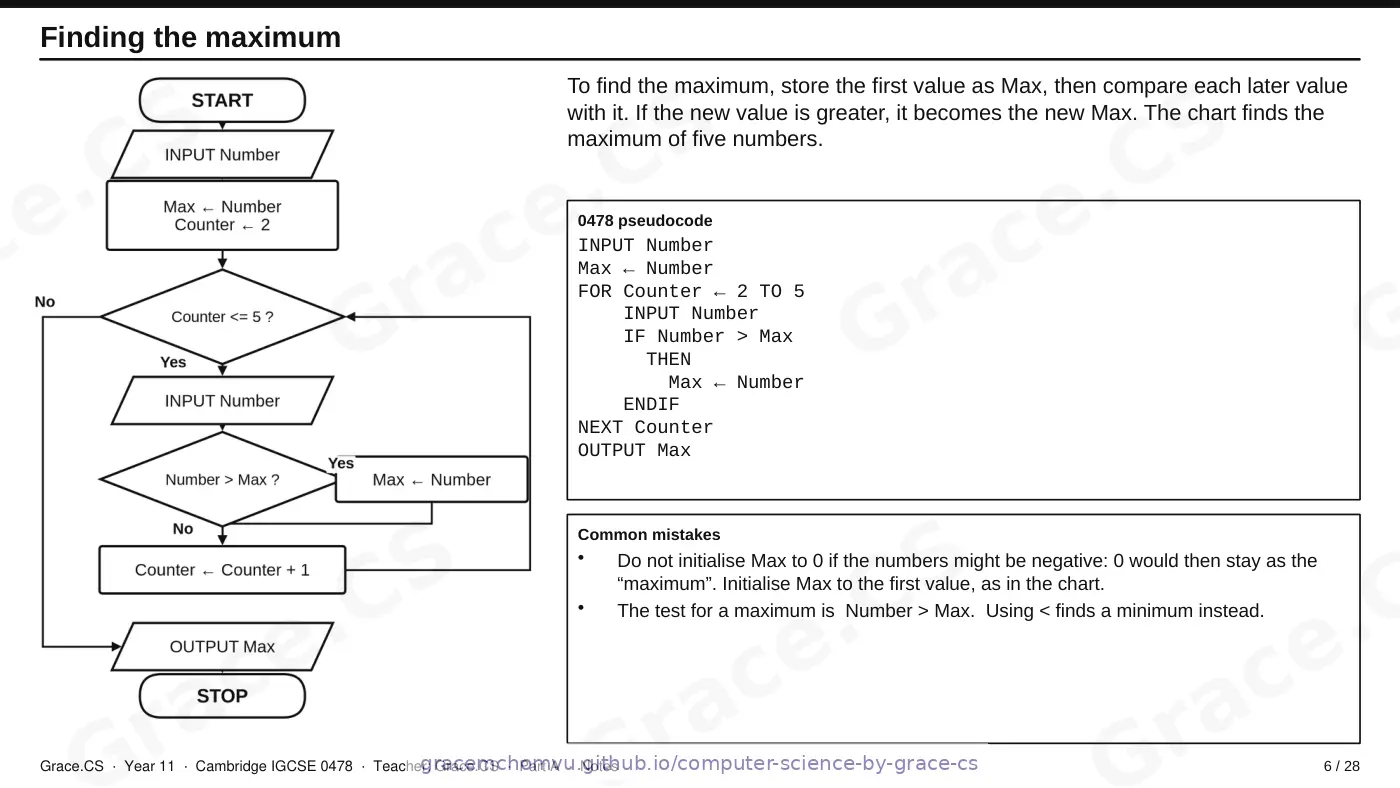 Finding the maximum
START
INPUT Number
Max ← Number
Counter ← 2
No
Counter <= 5 ?
Yes
INPUT Number
Number > Max ?
Yes
Max ← Number
No
Counter ← Counter + 1
OUTPUT Max
STOP
To find the maximum, store the first value as Max, then compare each later value
with it. If the new value is greater, it becomes the new Max. The chart finds the
maximum of five numbers.
0478 pseudocode
INPUT Number
Max ← Number
FOR Counter ← 2 TO 5
    INPUT Number
    IF Number > Max
      THEN
        Max ← Number
    ENDIF
NEXT Counter
OUTPUT Max
Common mistakes
• Do not initialise Max to 0 if the numbers might be negative: 0 would then stay as the
“maximum”. Initialise Max to the first value, as in the chart.
• The test for a maximum is  Number > Max.  Using < finds a minimum instead.
Grace.CS · Year 11 · Cambridge IGCSE 0478 · Teacher
gracemchomvu.github.io/computer-science-by-grace-cs
6 / 28
Grace.CS